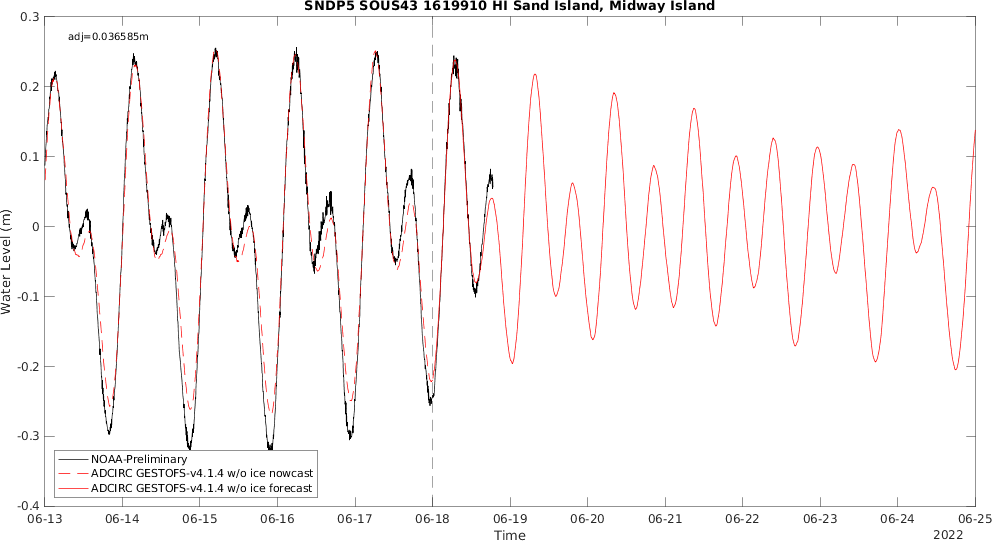 SNDP5 SOUS43 1619910 HI Sand Island, Midway Island
adj=0.036585m
Water Level (m)
0.3
0.2
0.1
0
-0.1
-0.2
-0.3
-0.4
NOAA-Preliminary
ADCIRC GESTOFS-v4.1.4 w/o ice nowcast
ADCIRC GESTOFS-v4.1.4 w/o ice forecast
06-13 06-14 06-15 06-16 06-17 06-18 06-19 06-20 06-21 06-22 06-23 06-24 06-25
Time
2022